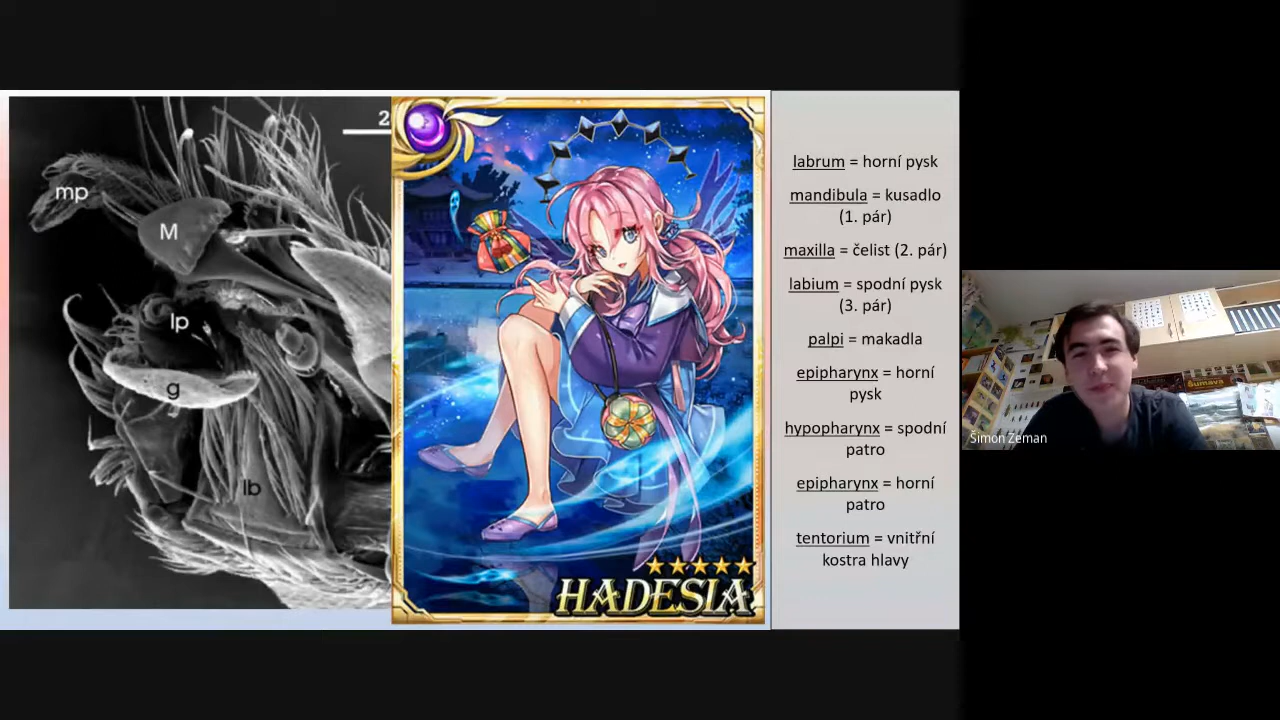 2
mp
M
lp
g
lb
HADESIA
labrum = horní pysk
mandibula = kusadlo
(1. pár)
maxilla = čelist (2. pár)
labium = spodní pysk
(3. pár)
palpi = makadla
epipharynx = horní
pysk
hypopharynx = spodní
patro
epipharynx = horní
patro
tentorium = vnitřní
kostra hlavy
Šumava
Šimon Zeman